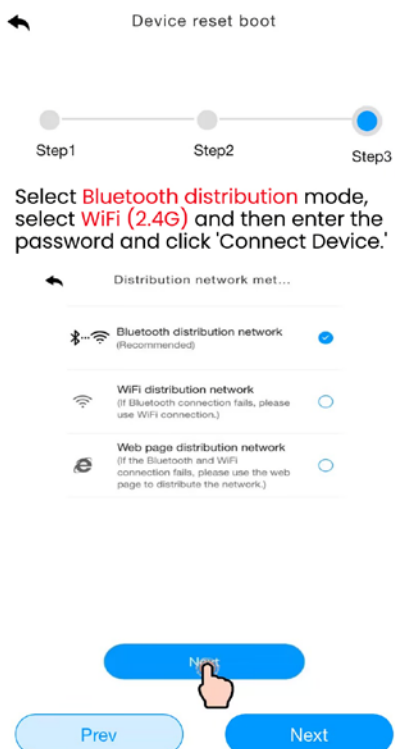 Device reset boot
Step1 Step2 Step3
Select Bluetooth distribution mode,
select WiFi (2.4G) and then enter the
password and click 'Connect Device.'
Distribution network met...
Bluetooth distribution network
(Recommended)
WiFi distribution network
(If Bluetooth connection fails, please
use WiFi connection.)
Web page distribution network
(If the Bluetooth and WiFi
connection fails, please use the web
page to distribute the network.)
Next
Prev Next